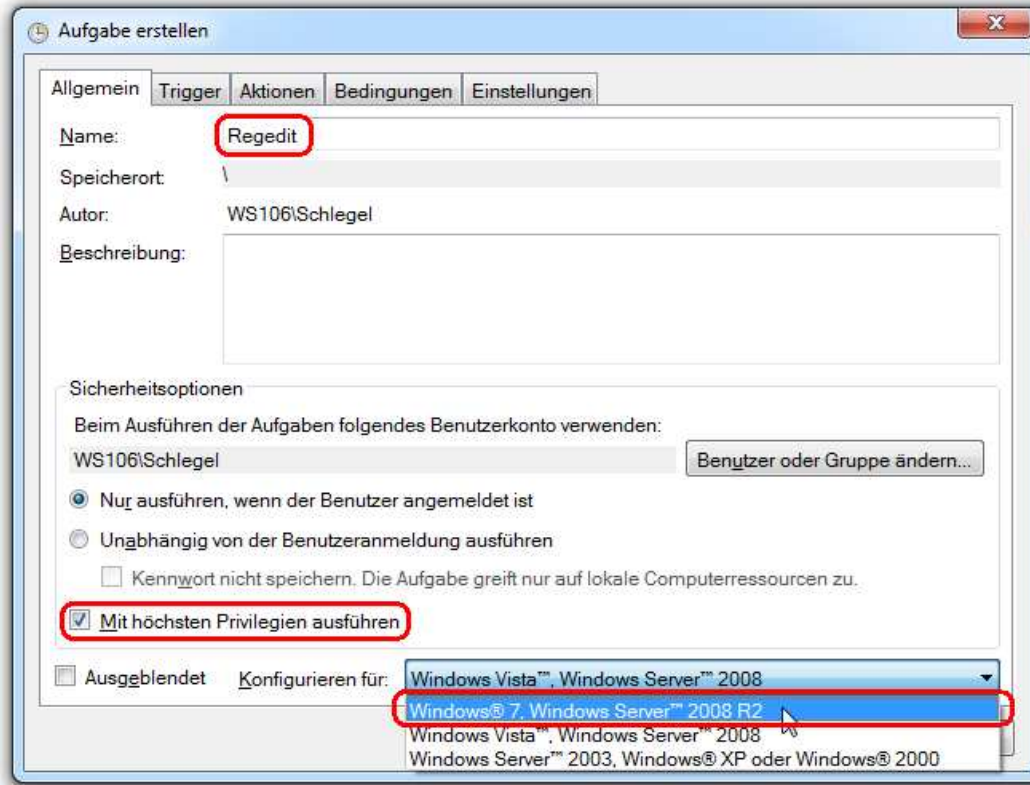 Aufgabe erstellen
X
Allgemein Trigger Aktionen Bedingungen Einstellungen
Name: Regedit
Speicherort: \
Autor: WS106\Schlegel
Beschreibung:
Sicherheitsoptionen
Beim Ausführen der Aufgaben folgendes Benutzerkonto verwenden:
WS106\Schlegel Benutzer oder Gruppe ändern...
Nur ausführen, wenn der Benutzer angemeldet ist
Unabhängig von der Benutzeranmeldung ausführen
Kennwort nicht speichern. Die Aufgabe greift nur auf lokale Computerressourcen zu.
Mit höchsten Privilegien ausführen
Ausgeblendet Konfigurieren für: Windows Vista™, Windows Server™ 2008
Windows® 7, Windows Server™ 2008 R2
Windows Vista™, Windows Server™ 2008
Windows Server™ 2003, Windows® XP oder Windows® 2000